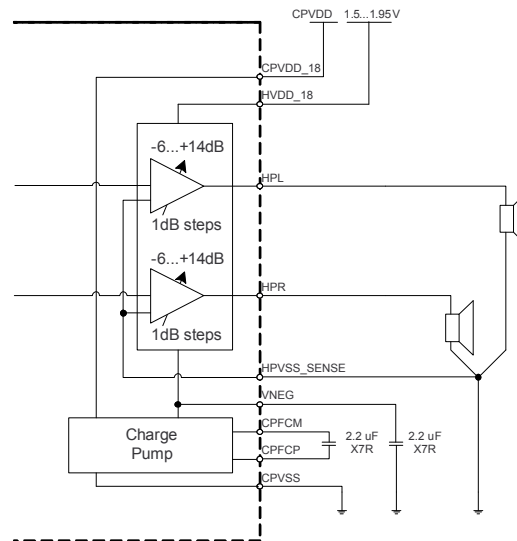 CPVDD 1.5...1.95V
CPVDD_18
HVDD_18
-6...+14dB
HPL
1dB steps
-6...+14dB
HPR
1dB steps
HPVSS_SENSE
VNEG
CPFCM
Charge
Pump
2.2 uF
X7R
2.2 uF
X7R
CPFCP
CPVSS